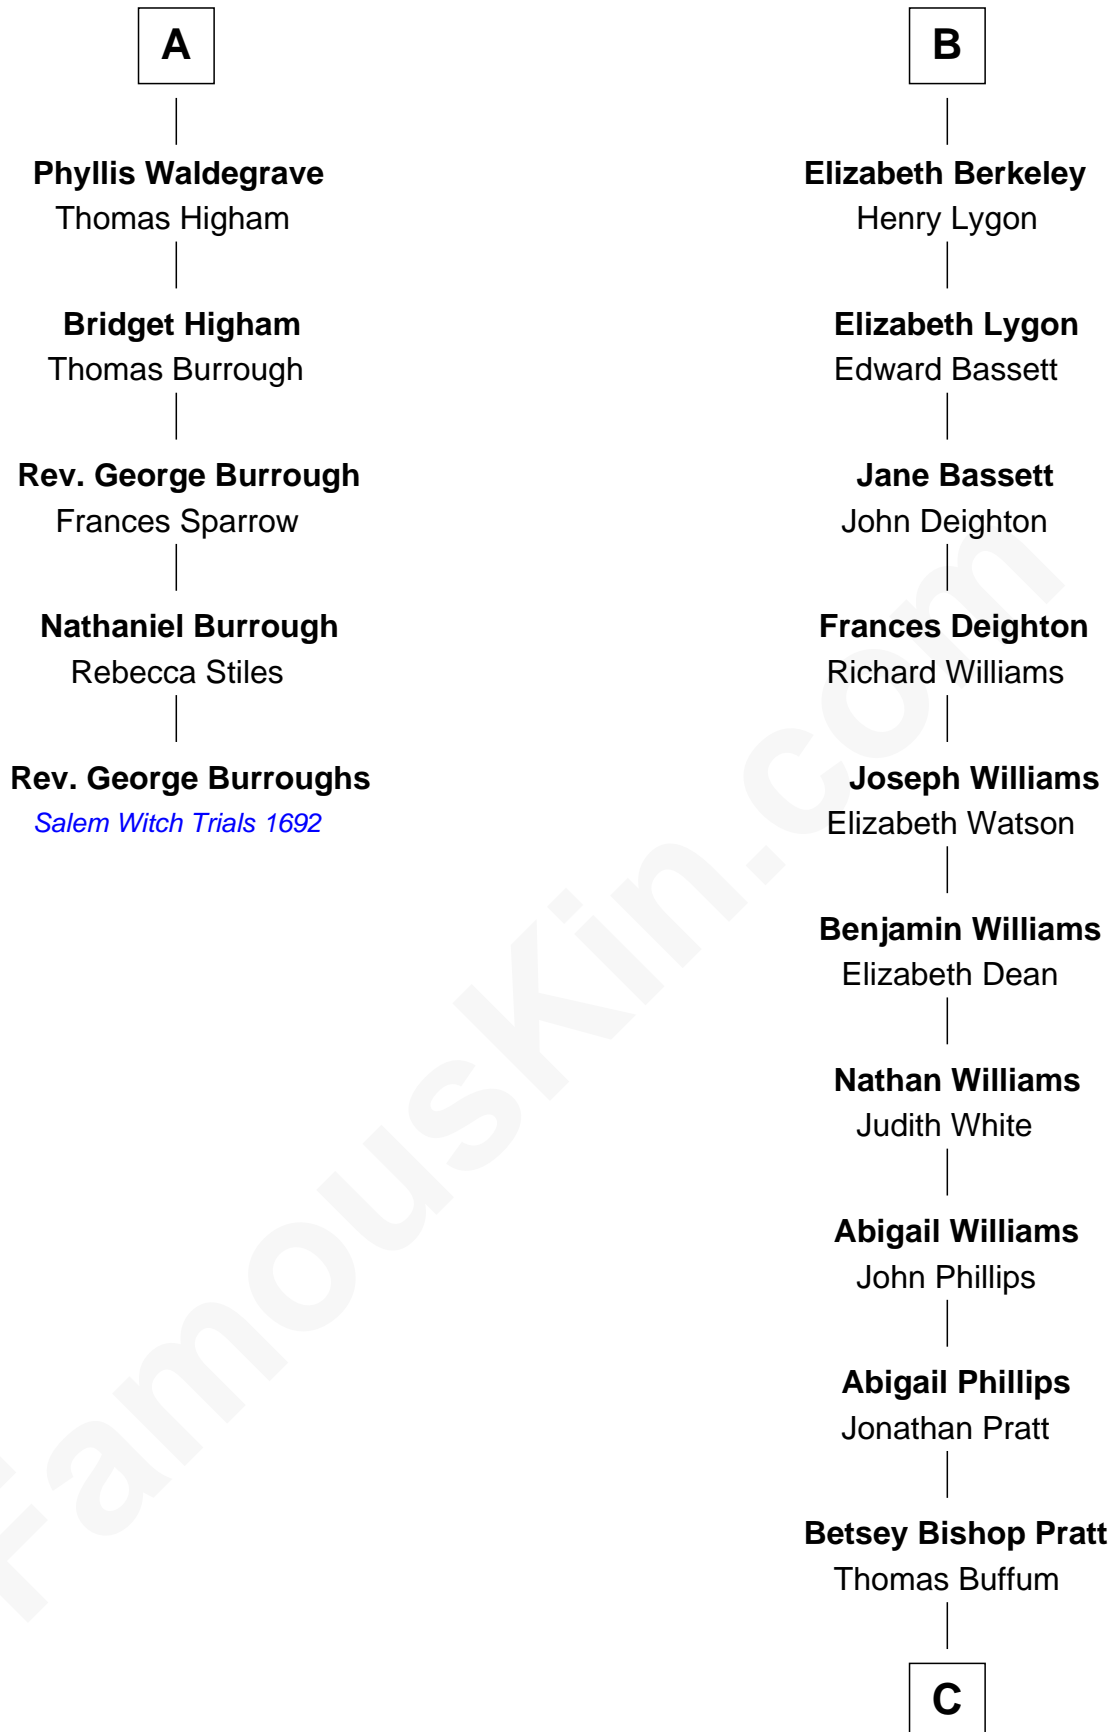 A
Phyllis Waldegrave
Thomas Higham
Bridget Higham
Thomas Burrough
Rev. George Burrough
Frances Sparrow
Nathaniel Burrough
Rebecca Stiles
Rev. George Burroughs
Salem Witch Trials 1692
B
Elizabeth Berkeley
Henry Lygon
Elizabeth Lygon
Edward Bassett
Jane Bassett
John Deighton
Frances Deighton
Richard Williams
Joseph Williams
Elizabeth Watson
Benjamin Williams
Elizabeth Dean
Nathan Williams
Judith White
Abigail Williams
John Phillips
Abigail Phillips
Jonathan Pratt
Betsey Bishop Pratt
Thomas Buffum
C
FamousKin.com